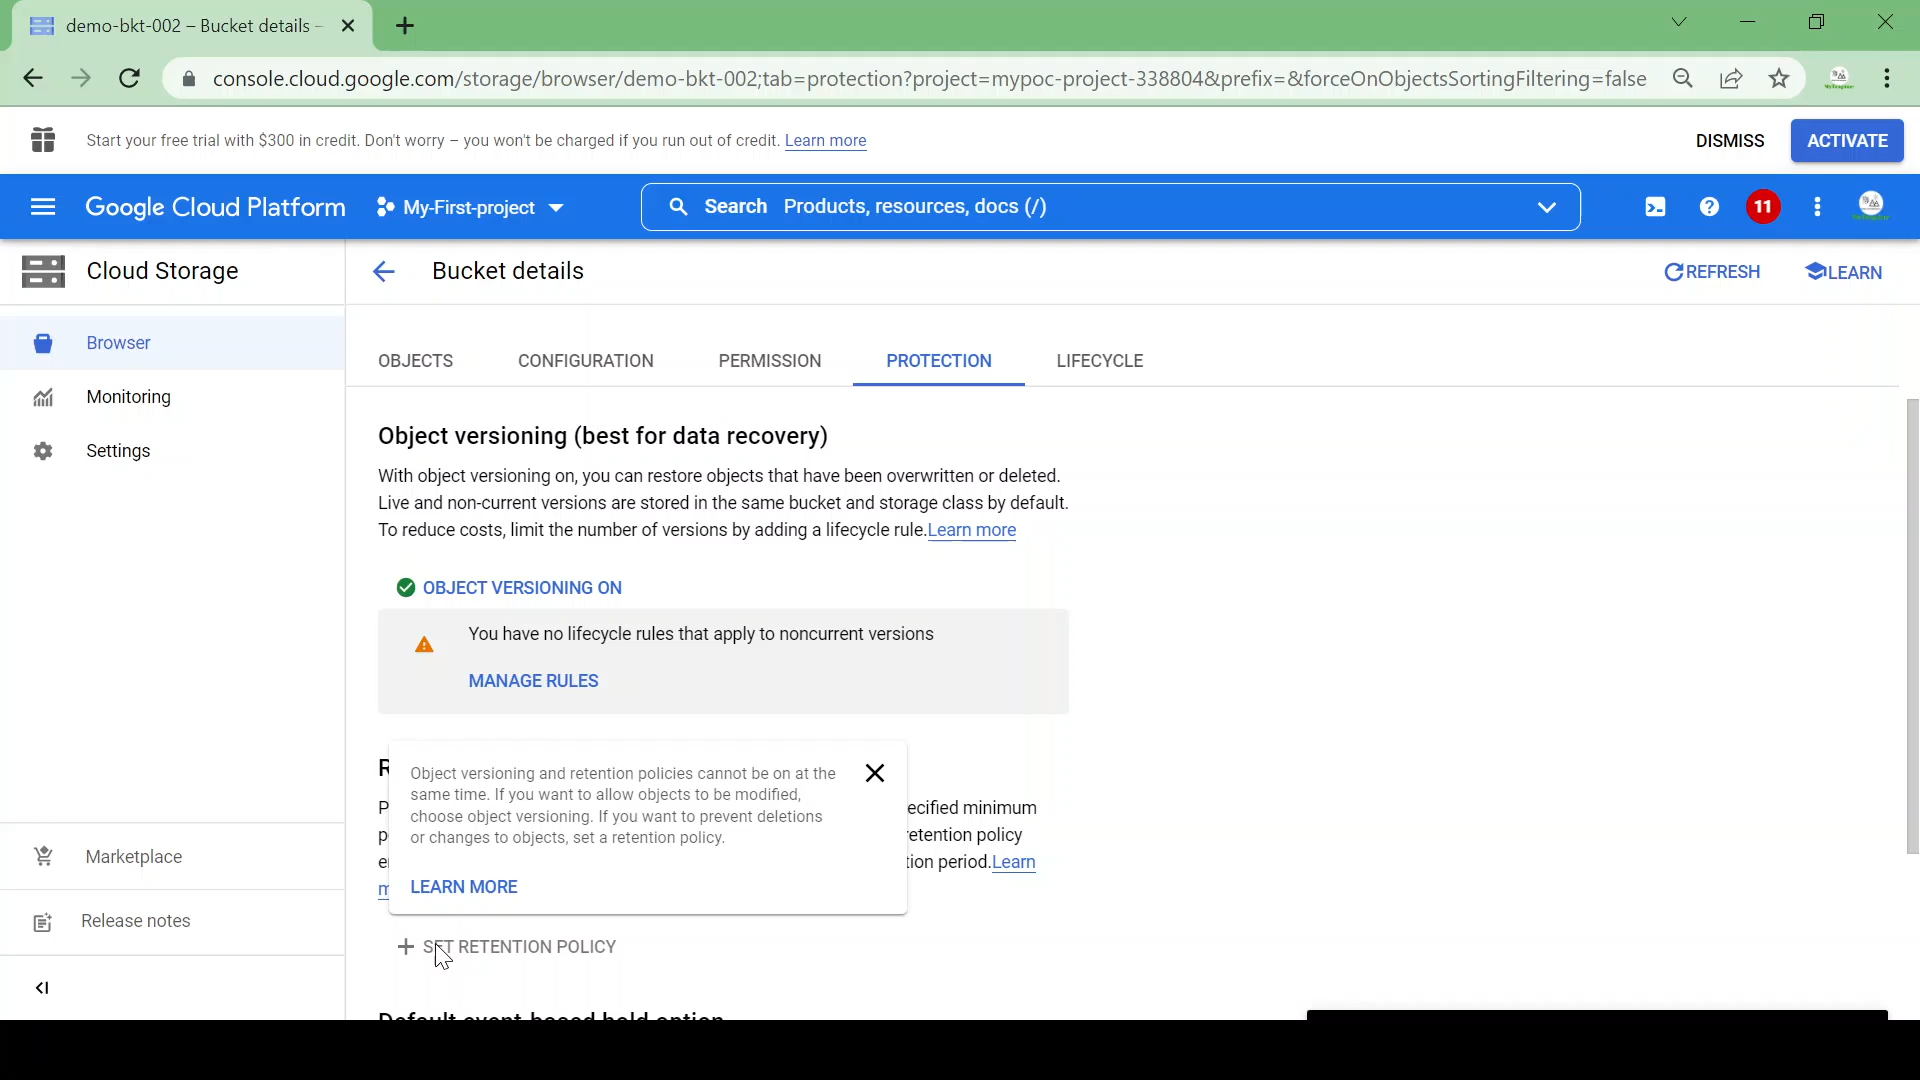 demo-bkt-002 – Bucket details –
console.cloud.google.com/storage/browser/demo-bkt-002;tab=protection?project=mypoc-project-338804&prefix=&forceOnObjectsSortingFiltering=false
Start your free trial with $300 in credit. Don't worry – you won't be charged if you run out of credit. Learn more
DISMISS
ACTIVATE
Google Cloud Platform
My-First-project
Search Products, resources, docs (/)
11
Cloud Storage
Bucket details
REFRESH
LEARN
Browser
Monitoring
Settings
Marketplace
Release notes
OBJECTS
CONFIGURATION
PERMISSION
PROTECTION
LIFECYCLE
Object versioning (best for data recovery)
With object versioning on, you can restore objects that have been overwritten or deleted.
Live and non-current versions are stored in the same bucket and storage class by default.
To reduce costs, limit the number of versions by adding a lifecycle rule.Learn more
OBJECT VERSIONING ON
You have no lifecycle rules that apply to noncurrent versions
MANAGE RULES
Object versioning and retention policies cannot be on at the
same time. If you want to allow objects to be modified,
choose object versioning. If you want to prevent deletions
or changes to objects, set a retention policy.
LEARN MORE
minimum
policy
period.Learn
SET RETENTION POLICY
Default event-based hold option